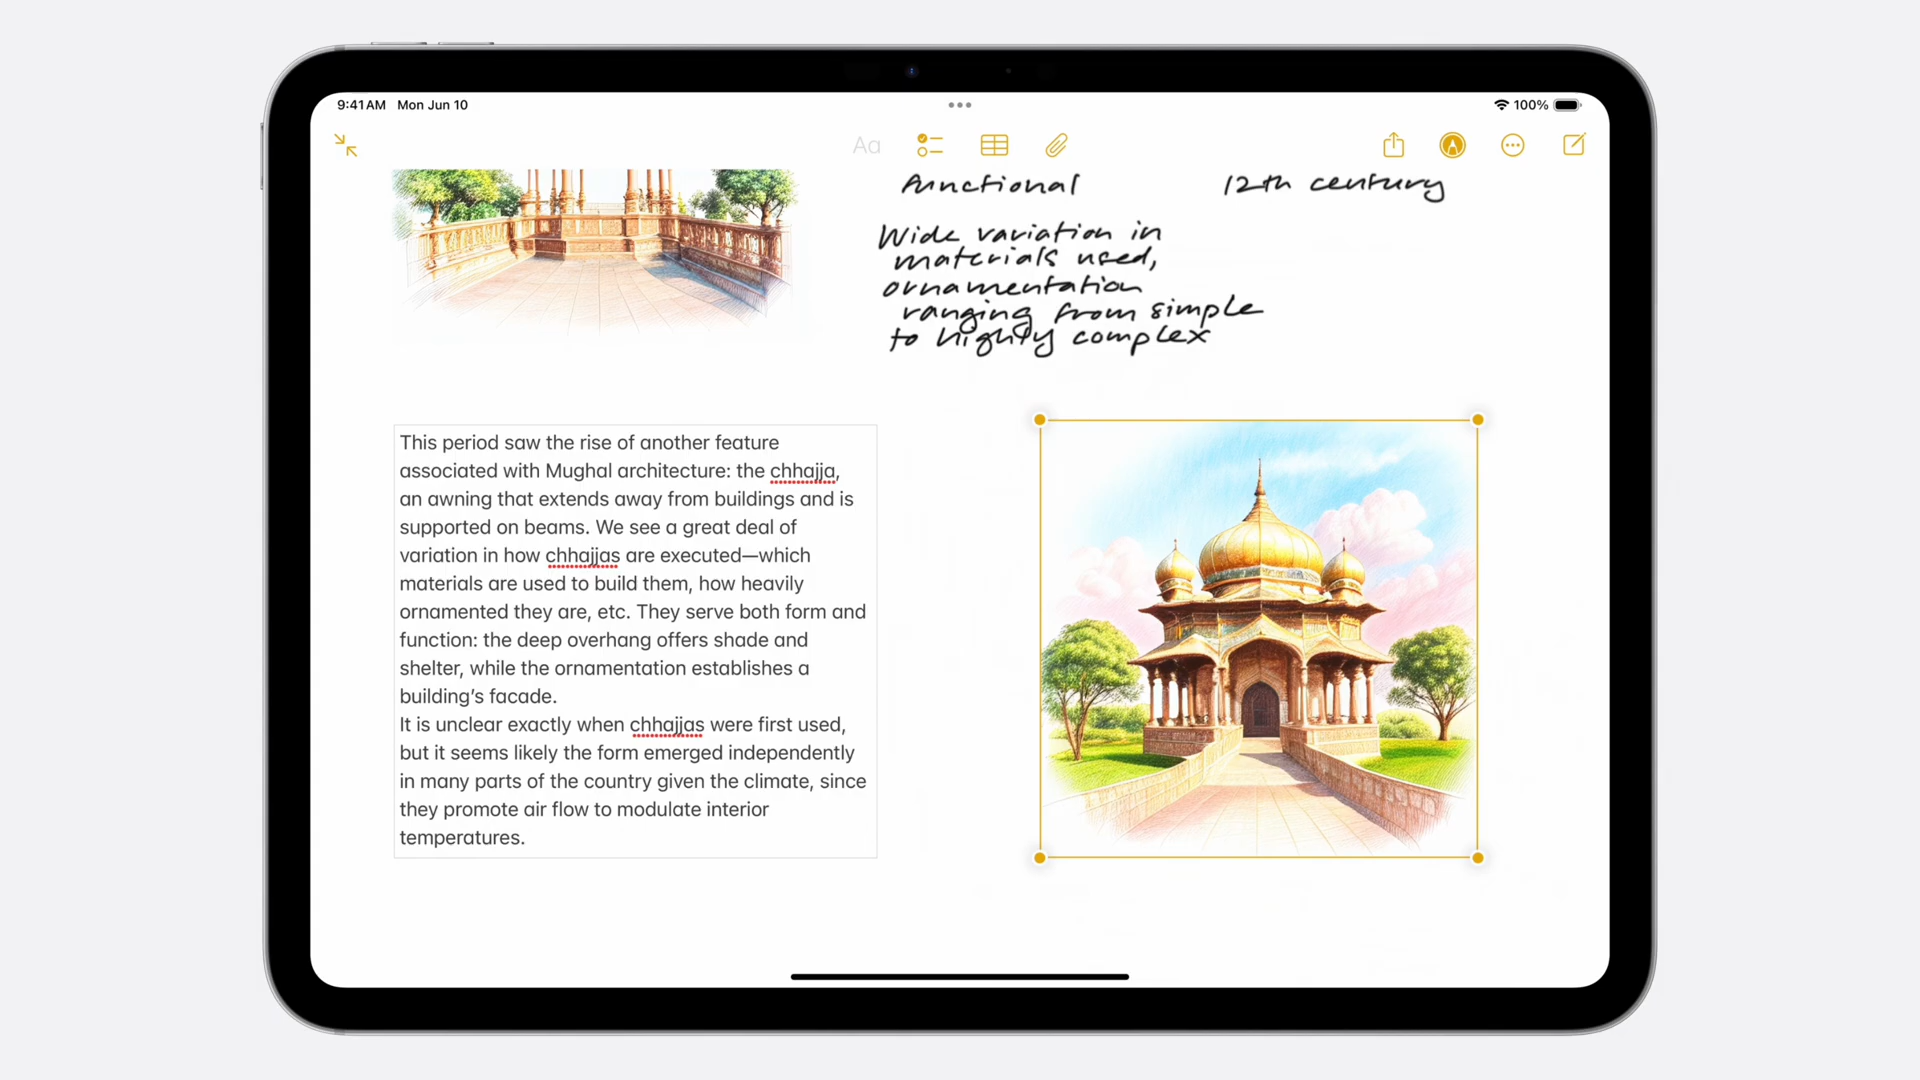 9:41 AM Mon Jun 10
100%
Aa
functional
12th century
Wide variation in
materials used,
ornamentation
ranging from simple
to highly complex
This period saw the rise of another feature
associated with Mughal architecture: the chhajja,
an awning that extends away from buildings and is
supported on beams. We see a great deal of
variation in how chhajjas are executed—which
materials are used to build them, how heavily
ornamented they are, etc. They serve both form and
function: the deep overhang offers shade and
shelter, while the ornamentation establishes a
building’s facade.
It is unclear exactly when chhajjas were first used,
but it seems likely the form emerged independently
in many parts of the country given the climate, since
they promote air flow to modulate interior
temperatures.